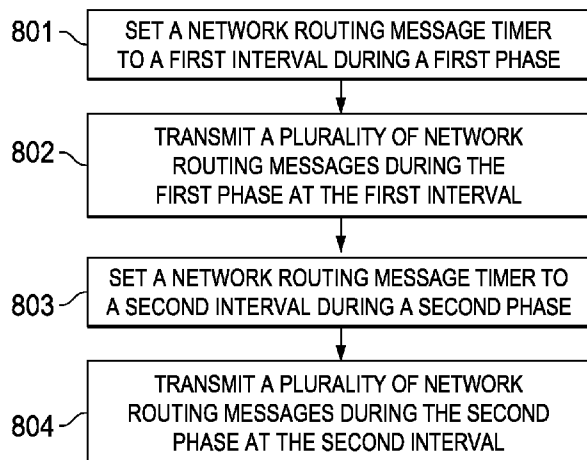 801
SET A NETWORK ROUTING MESSAGE TIMER
TO A FIRST INTERVAL DURING A FIRST PHASE
802
TRANSMIT A PLURALITY OF NETWORK
ROUTING MESSAGES DURING THE
FIRST PHASE AT THE FIRST INTERVAL
803
SET A NETWORK ROUTING MESSAGE TIMER TO
A SECOND INTERVAL DURING A SECOND PHASE
804
TRANSMIT A PLURALITY OF NETWORK
ROUTING MESSAGES DURING THE SECOND
PHASE AT THE SECOND INTERVAL